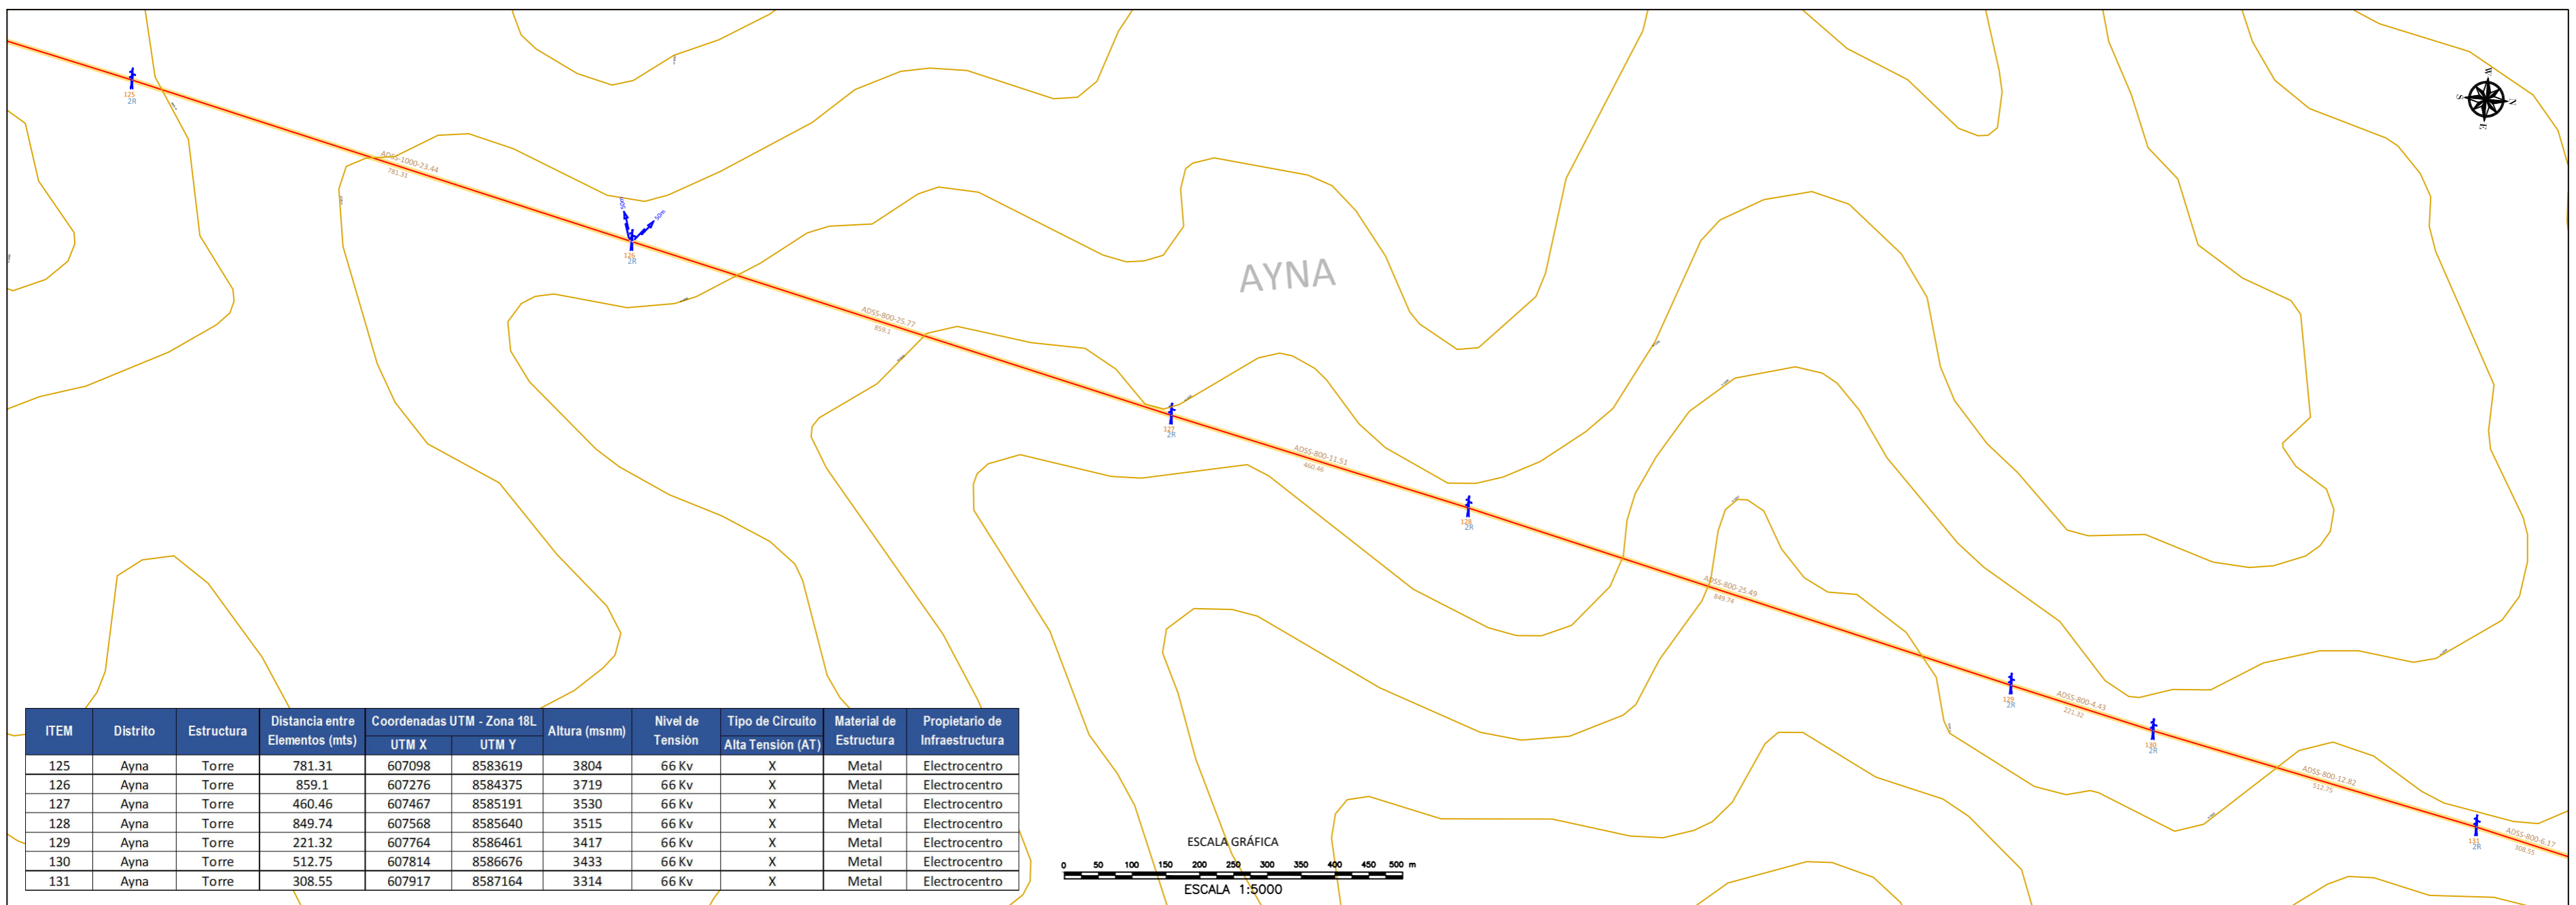 W
S
N
E
125
2R
ADSS-1000-23.44
781.31
50m
50m
126
2R
AYNA
ADSS-800-25.77
859.1
127
2R
ADSS-800-11.51
460.46
128
2R
ADSS-800-25.49
849.74
129
2R
ADSS-800-4.43
221.32
130
2R
ADSS-800-12.82
512.75
131
2R
ADSS-800-6.17
308.55
ITEM Distrito Estructura Distancia entre Elementos (mts) Coordenadas UTM - Zona 18L Altura (msnm) Nivel de Tensión Tipo de Circuito Material de Estructura Propietario de Infraestructura
UTM X UTM Y Alta Tensión (AT)
125 Ayna Torre 781.31 607098 8583619 3804 66 Kv X Metal Electrocentro
126 Ayna Torre 859.1 607276 8584375 3719 66 Kv X Metal Electrocentro
127 Ayna Torre 460.46 607467 8585191 3530 66 Kv X Metal Electrocentro
128 Ayna Torre 849.74 607568 8585640 3515 66 Kv X Metal Electrocentro
129 Ayna Torre 221.32 607764 8586461 3417 66 Kv X Metal Electrocentro
130 Ayna Torre 512.75 607814 8586676 3433 66 Kv X Metal Electrocentro
131 Ayna Torre 308.55 607917 8587164 3314 66 Kv X Metal Electrocentro
ESCALA GRÁFICA
0 50 100 150 200 250 300 350 400 450 500 m
ESCALA 1:5000